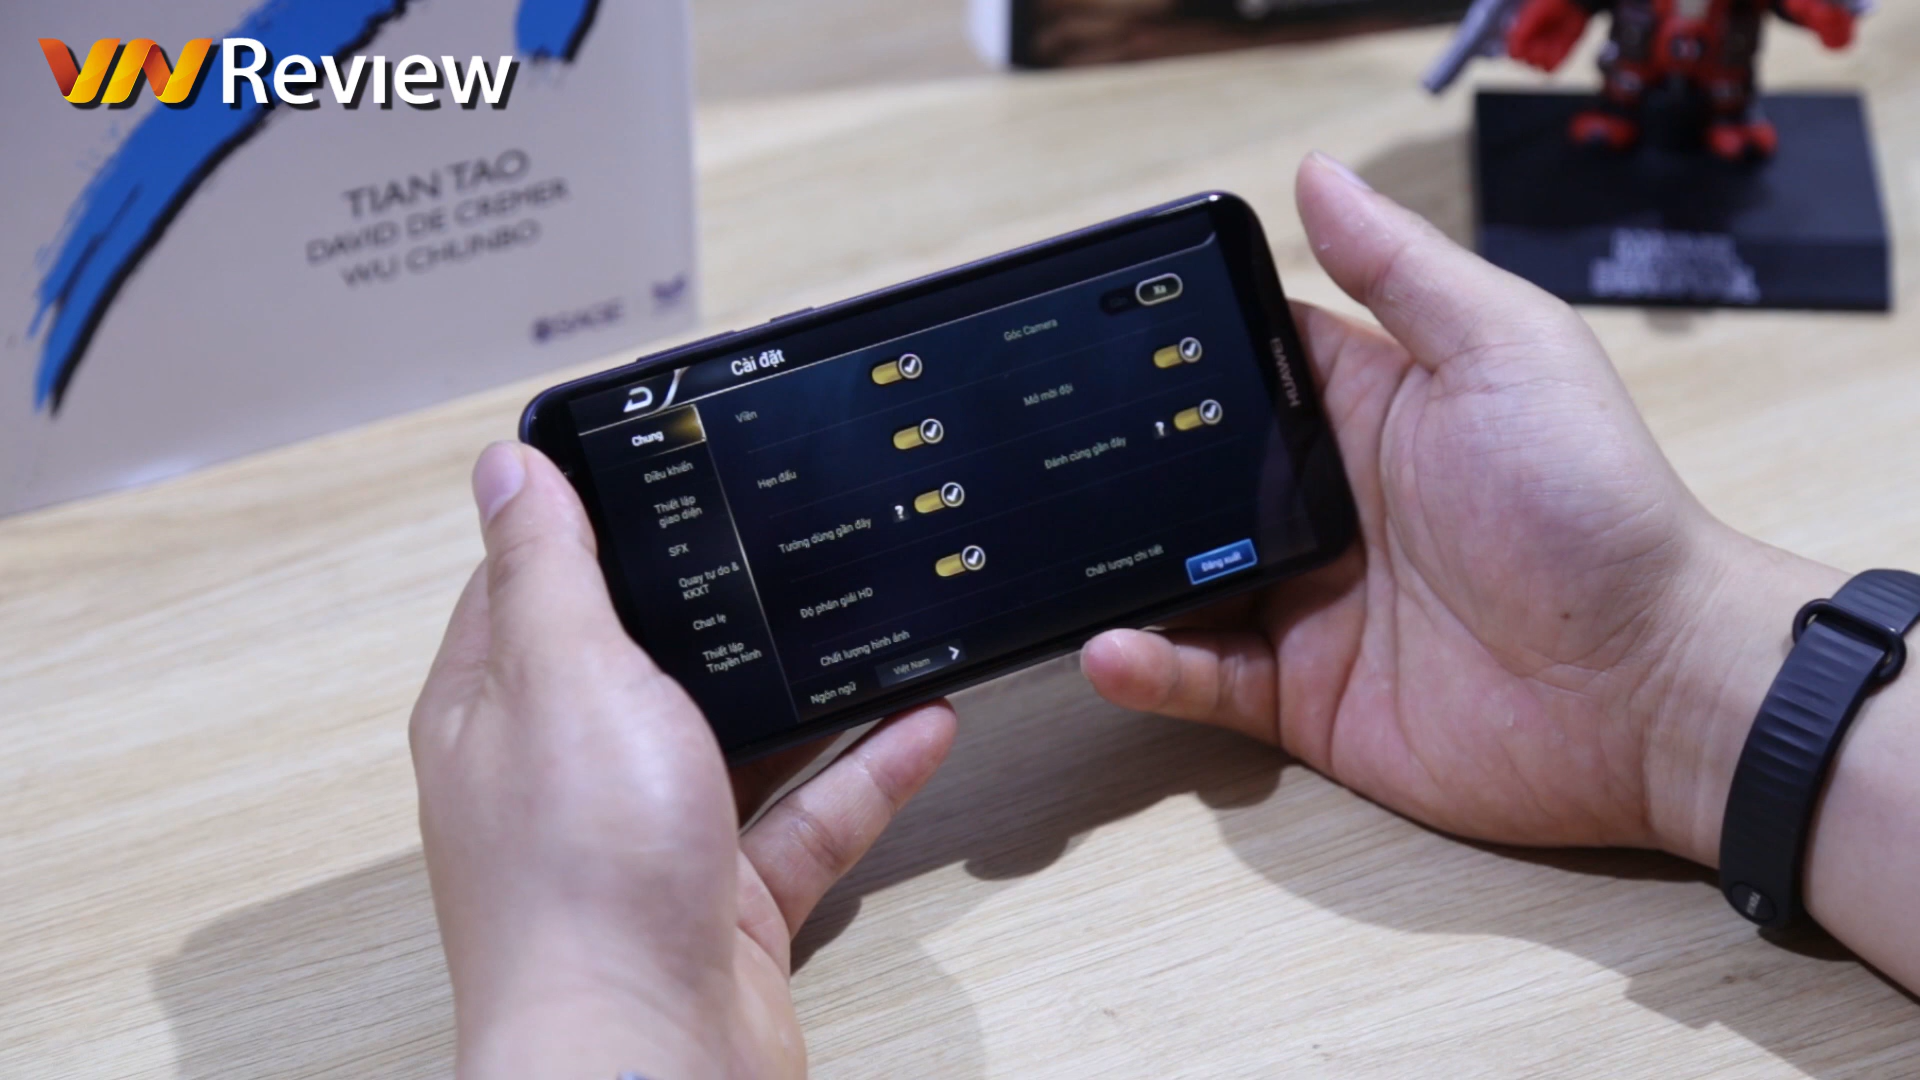 VN Review
TIAN TAO
DAVID DE CREMER
WU CHUNBO
SAGE
Cài đặt
Chung
Điều khiển
Thiết lập
giao diện
SFX
Quay tự do &
KKXT
Chat lẹ
Thiết lập
Truyền hình
Viền
Góc Camera
Xa
Hẹn đấu
Mở mời đội
Tướng dùng gần đây
?
Đánh cùng gần đây
?
Độ phân giải HD
Chất lượng hình ảnh
Chất lượng chi tiết
Ngôn ngữ
Việt Nam
Đăng xuất
HUAWEI